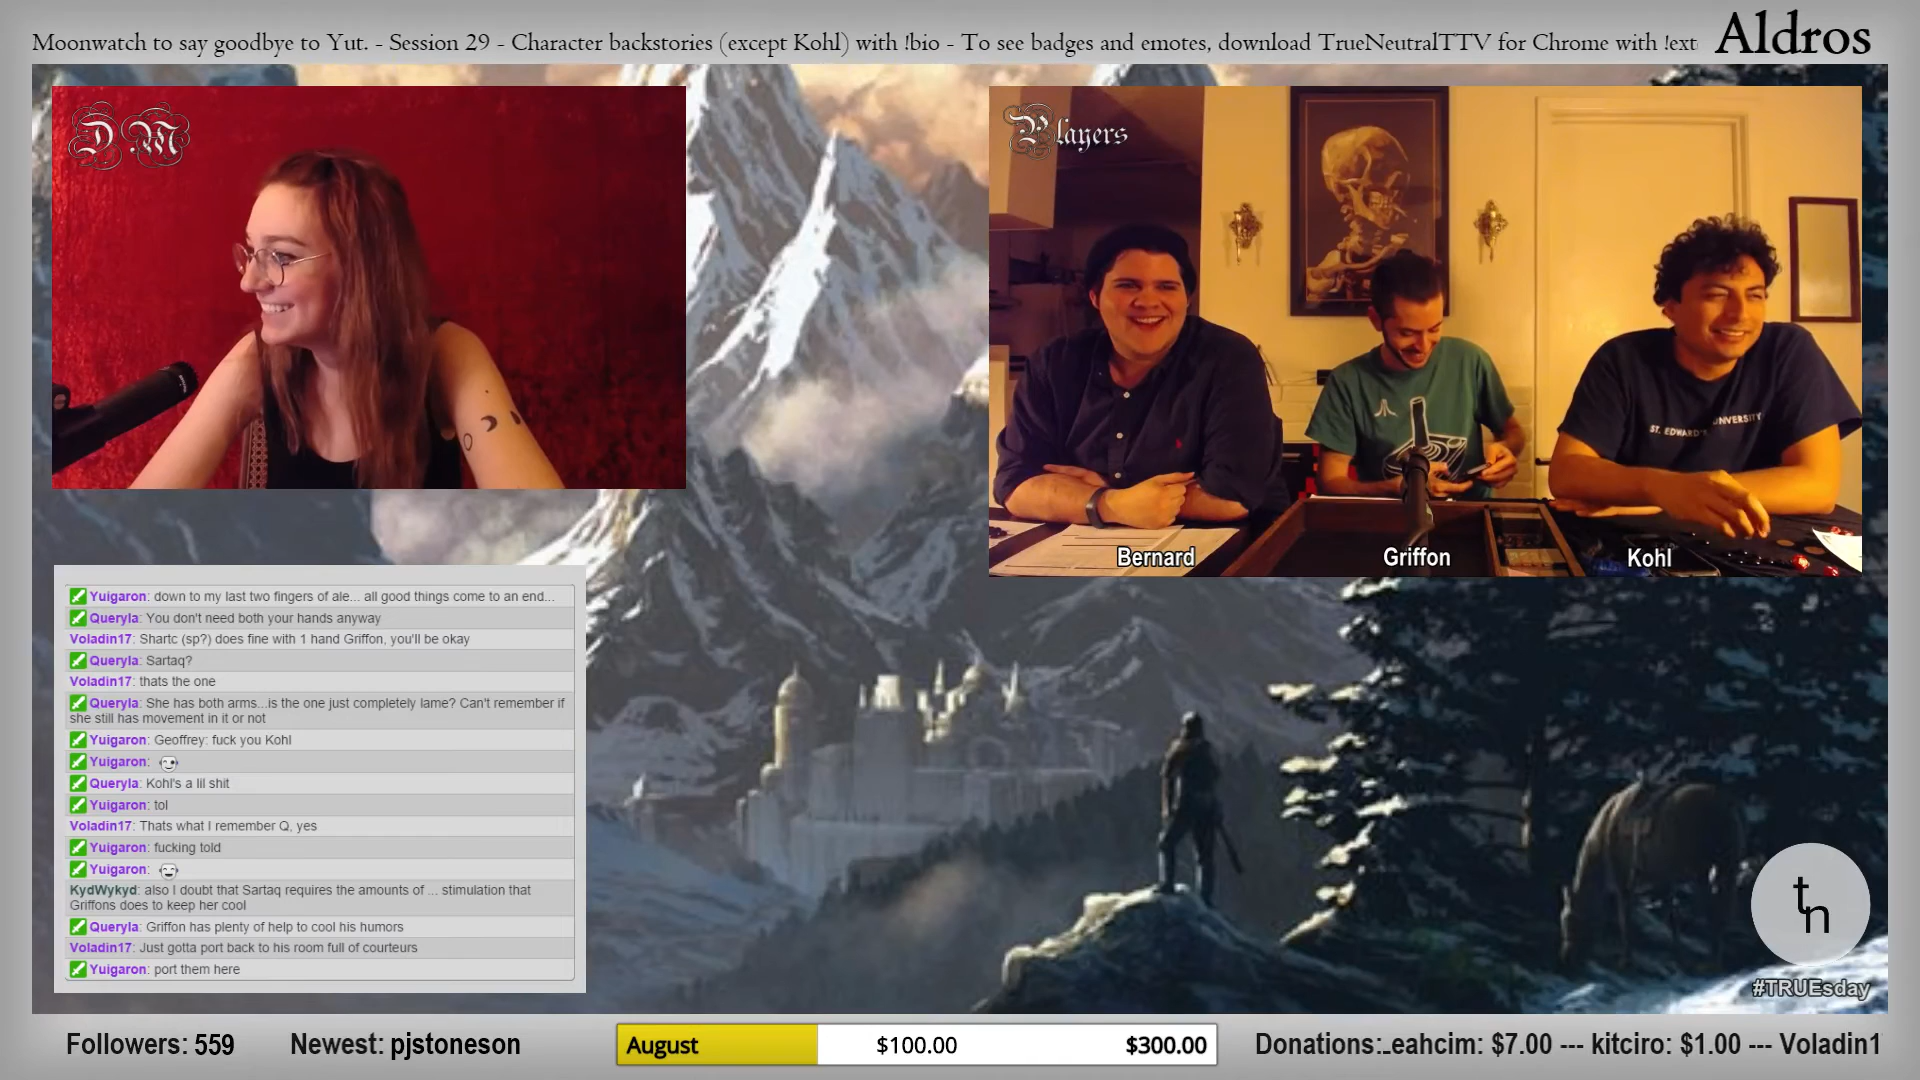 Moonwatch to say goodbye to Yut. - Session 29 - Character backstories (except Kohl) with !bio - To see badges and emotes, download TrueNeutralTTV for Chrome with !ext
Aldros
DM
Players
ST. EDWARD'S UNIVERSITY
Bernard
Griffon
Kohl
Yuigaron: down to my last two fingers of ale... all good things come to an end...
Queryla: You don't need both your hands anyway
Voladin17: Shartc (sp?) does fine with 1 hand Griffon, you'll be okay
Queryla: Sartaq?
Voladin17: thats the one
Queryla: She has both arms...is the one just completely lame? Can't remember if
she still has movement in it or not
Yuigaron: Geoffrey: fuck you Kohl
Yuigaron:
Queryla: Kohl's a lil shit
Yuigaron: tol
Voladin17: Thats what I remember Q, yes
Yuigaron: fucking told
Yuigaron:
KydWykyd: also I doubt that Sartaq requires the amounts of ... stimulation that
Griffons does to keep her cool
Queryla: Griffon has plenty of help to cool his humors
Voladin17: Just gotta port back to his room full of courteurs
Yuigaron: port them here
tn
#TRUEsday
Followers: 559
Newest: pjstoneson
August
$100.00
$300.00
Donations: eahcim: $7.00 --- kitciro: $1.00 --- Voladin1